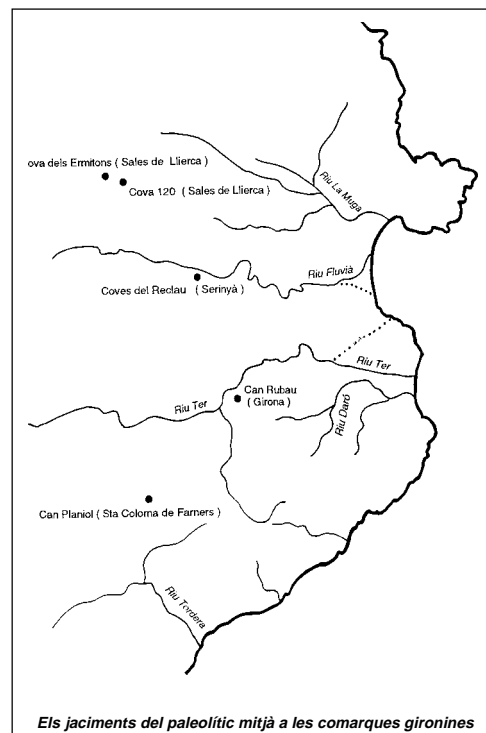 ova dels Ermitons ( Sales de Llierca )
Cova 120 ( Sales de Llierca )
Riu La Muga
Riu Fluvià
Coves del Reclau ( Serinyà )
Riu Ter
Can Rubau
( Girona )
Riu Ter
Riu Daró
Can Planiol ( Sta Coloma de Farners )
Riu Tordera
Els jaciments del paleolític mitjà a les comarques gironines